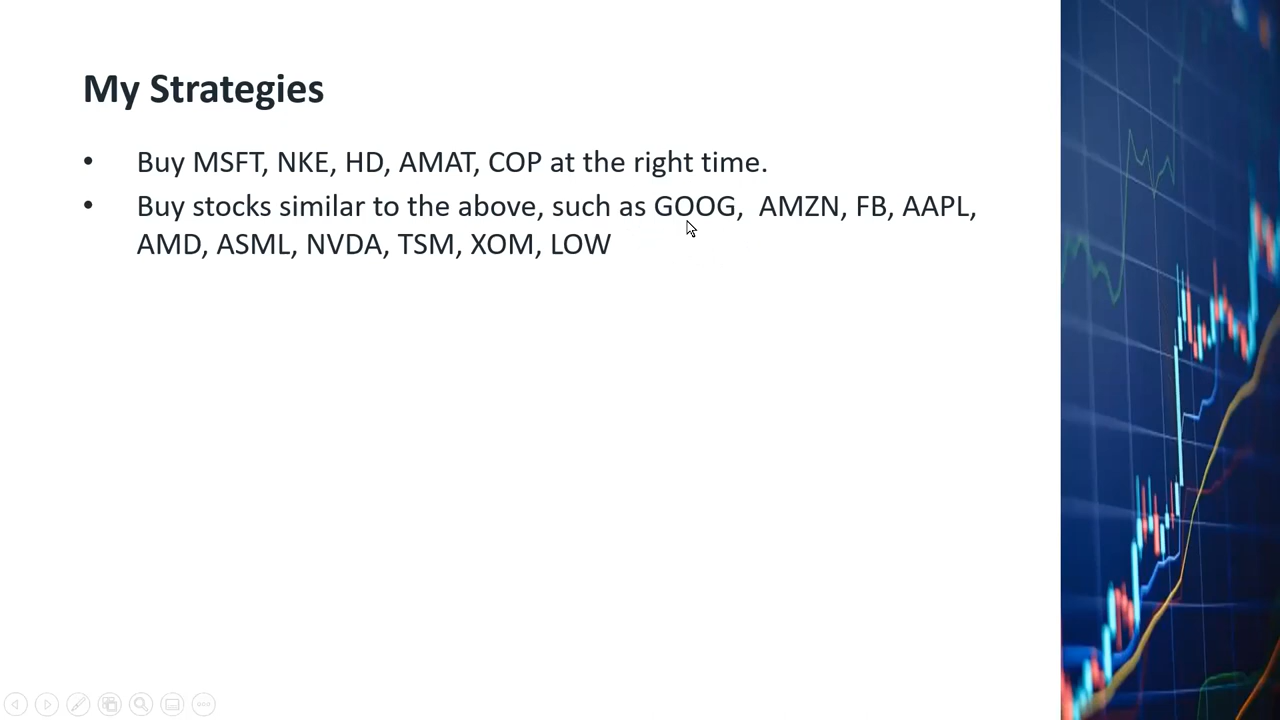 My Strategies
• Buy MSFT, NKE, HD, AMAT, COP at the right time.
• Buy stocks similar to the above, such as GOOG,  AMZN, FB, AAPL,
AMD, ASML, NVDA, TSM, XOM, LOW